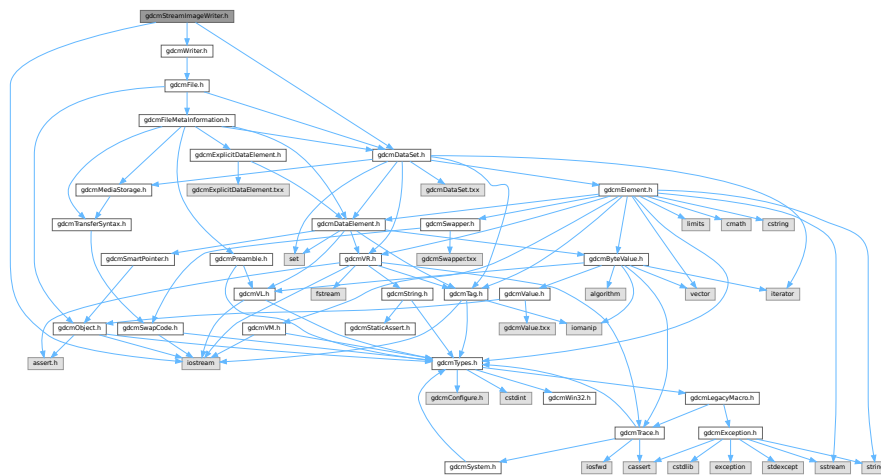 gdcmStreamImageWriter.h
gdcmWriter.h
gdcmFile.h
gdcmFileMetaInformation.h
gdcmExplicitDataElement.h
gdcmDataSet.h
gdcmMediaStorage.h
gdcmExplicitDataElement.txx
gdcmDataSet.txx
gdcmElement.h
gdcmTransferSyntax.h
gdcmDataElement.h
gdcmSwapper.h
limits
cmath
cstring
gdcmSmartPointer.h
gdcmPreamble.h
set
gdcmVR.h
gdcmSwapper.txx
gdcmByteValue.h
gdcmVL.h
fstream
gdcmString.h
gdcmTag.h
gdcmValue.h
algorithm
vector
iterator
gdcmObject.h
gdcmSwapCode.h
gdcmVM.h
gdcmStaticAssert.h
gdcmValue.txx
iomanip
assert.h
iostream
gdcmTypes.h
gdcmConfigure.h
cstdint
gdcmWin32.h
gdcmLegacyMacro.h
gdcmTrace.h
gdcmException.h
gdcmSystem.h
iosfwd
cassert
cstdlib
exception
stdexcept
sstream